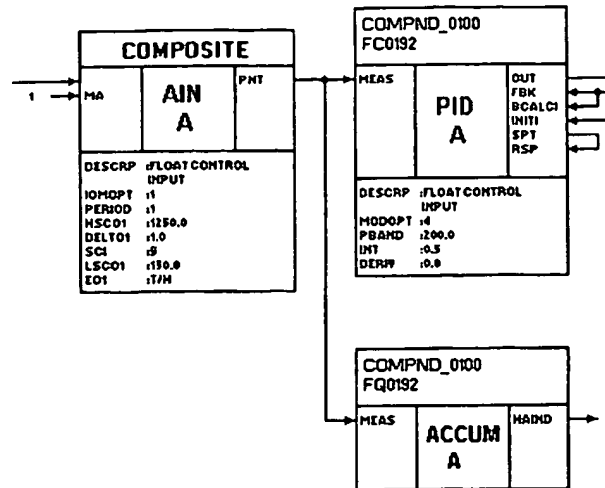 COMPOSITE
1
MA
AIN
A
PNT
DESCRP :FLOAT CONTROL
INPUT
IOMOPT :1
PERIOD :1
HSCO1 :1250.0
DELTO1 :1.0
SCI :9
LSCO1 :130.0
EO1 :T/H
COMPND_0100
FC0192
MEAS
PID
A
OUT
FBK
BCALCI
INITI
SPT
RSP
DESCRP :FLOAT CONTROL
INPUT
MODOPT :4
PBAND :200.0
INT :0.5
DERIV :0.0
COMPND_0100
FQ0192
MEAS
ACCUM
A